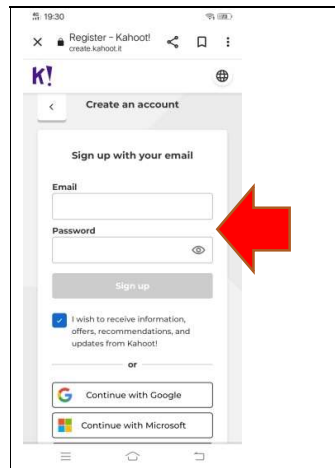 19:30
Register – Kahoot!
create.kahoot.it
K!
Create an account
Sign up with your email
Email
Password
Sign up
I wish to receive information,
offers, recommendations, and
updates from Kahoot!
or
Continue with Google
Continue with Microsoft